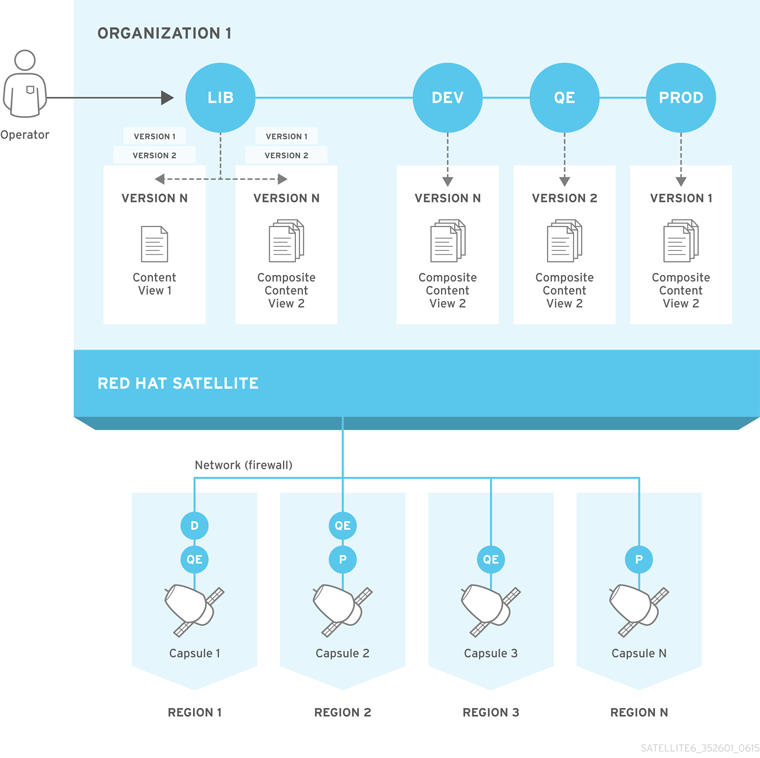 ORGANIZATION 1
Operator
LIB
DEV
QE
PROD
VERSION 1
VERSION 2
VERSION N
Content
View 1
VERSION 1
VERSION 2
VERSION N
Composite
Content
View 2
VERSION N
Composite
Content
View 2
VERSION 2
Composite
Content
View 2
VERSION 1
Composite
Content
View 2
RED HAT SATELLITE
Network (firewall)
D
QE
Capsule 1
REGION 1
QE
P
Capsule 2
REGION 2
QE
Capsule 3
REGION 3
P
Capsule N
REGION N
SATELLITE6_352601_0615